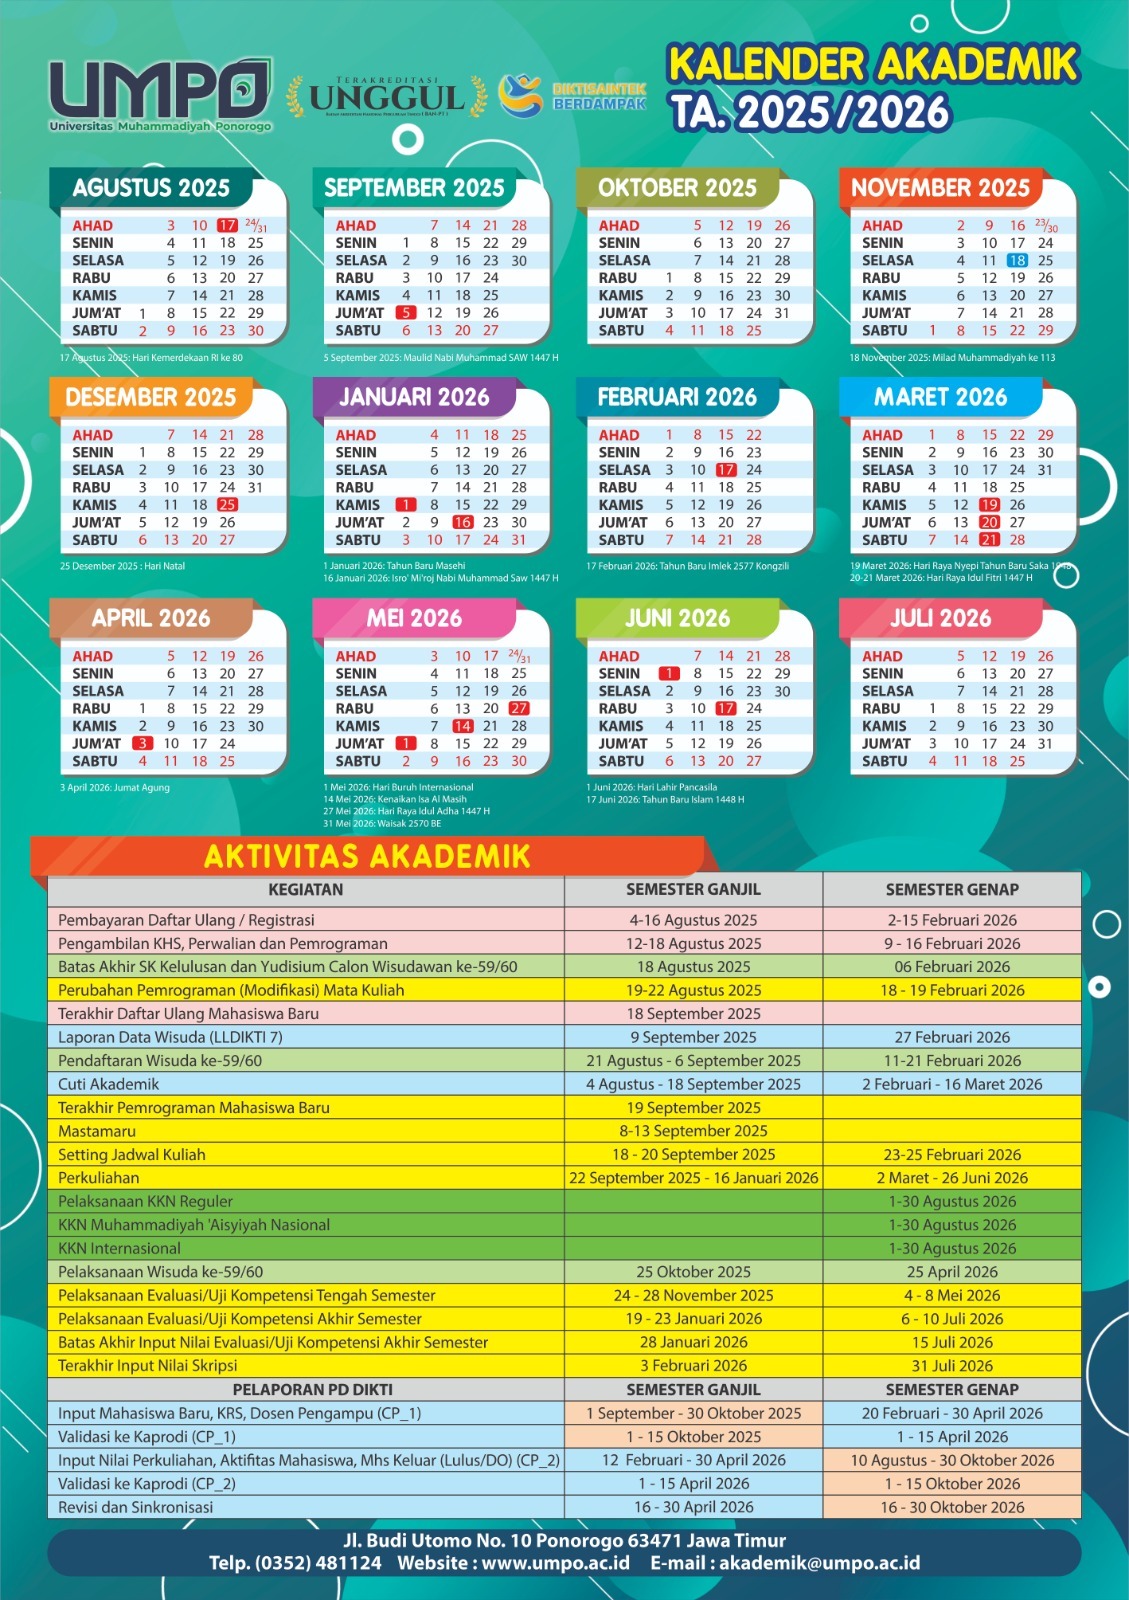 UMPO
Universitas Muhammadiyah Ponorogo
TERAKREDITASI
UNGGUL
DIKTISAINTEK
BERDAMPAK
KALENDER AKADEMIK
TA. 2025/2026
AGUSTUS 2025
AHAD 3 10 17 24/31
SENIN 4 11 18 25
SELASA 5 12 19 26
RABU 6 13 20 27
KAMIS 7 14 21 28
JUM'AT 1 8 15 22 29
SABTU 2 9 16 23 30
17 Agustus 2025: Hari Kemerdekaan RI ke 80
SEPTEMBER 2025
AHAD 7 14 21 28
SENIN 1 8 15 22 29
SELASA 2 9 16 23 30
RABU 3 10 17 24
KAMIS 4 11 18 25
JUM'AT 5 12 19 26
SABTU 6 13 20 27
5 September 2025: Maulid Nabi Muhammad SAW 1447 H
OKTOBER 2025
AHAD 5 12 19 26
SENIN 6 13 20 27
SELASA 7 14 21 28
RABU 1 8 15 22 29
KAMIS 2 9 16 23 30
JUM'AT 3 10 17 24 31
SABTU 4 11 18 25
NOVEMBER 2025
AHAD 2 9 16 23/30
SENIN 3 10 17 24
SELASA 4 11 18 25
RABU 5 12 19 26
KAMIS 6 13 20 27
JUM'AT 7 14 21 28
SABTU 1 8 15 22 29
18 November 2025: Milad Muhammadiyah ke 113
DESEMBER 2025
AHAD 7 14 21 28
SENIN 1 8 15 22 29
SELASA 2 9 16 23 30
RABU 3 10 17 24 31
KAMIS 4 11 18 25
JUM'AT 5 12 19 26
SABTU 6 13 20 27
25 Desember 2025 : Hari Natal
JANUARI 2026
AHAD 4 11 18 25
SENIN 5 12 19 26
SELASA 6 13 20 27
RABU 7 14 21 28
KAMIS 1 8 15 22 29
JUM'AT 2 9 16 23 30
SABTU 3 10 17 24 31
1 Januari 2026: Tahun Baru Masehi
16 Januari 2026: Isro' Mi'roj Nabi Muhammad Saw 1447 H
FEBRUARI 2026
AHAD 1 8 15 22
SENIN 2 9 16 23
SELASA 3 10 17 24
RABU 4 11 18 25
KAMIS 5 12 19 26
JUM'AT 6 13 20 27
SABTU 7 14 21 28
17 Februari 2026: Tahun Baru Imlek 2577 Kongzili
MARET 2026
AHAD 1 8 15 22 29
SENIN 2 9 16 23 30
SELASA 3 10 17 24 31
RABU 4 11 18 25
KAMIS 5 12 19 26
JUM'AT 6 13 20 27
SABTU 7 14 21 28
19 Maret 2026: Hari Raya Nyepi Tahun Baru Saka 1948
20-21 Maret 2026: Hari Raya Idul Fitri 1447 H
APRIL 2026
AHAD 5 12 19 26
SENIN 6 13 20 27
SELASA 7 14 21 28
RABU 1 8 15 22 29
KAMIS 2 9 16 23 30
JUM'AT 3 10 17 24
SABTU 4 11 18 25
3 April 2026: Jumat Agung
MEI 2026
AHAD 3 10 17 24/31
SENIN 4 11 18 25
SELASA 5 12 19 26
RABU 6 13 20 27
KAMIS 7 14 21 28
JUM'AT 1 8 15 22 29
SABTU 2 9 16 23 30
1 Mei 2026: Hari Buruh Internasional
14 Mei 2026: Kenaikan Isa Al Masih
27 Mei 2026: Hari Raya Idul Adha 1447 H
31 Mei 2026: Waisak 2570 BE
JUNI 2026
AHAD 7 14 21 28
SENIN 1 8 15 22 29
SELASA 2 9 16 23 30
RABU 3 10 17 24
KAMIS 4 11 18 25
JUM'AT 5 12 19 26
SABTU 6 13 20 27
1 Juni 2026: Hari Lahir Pancasila
17 Juni 2026: Tahun Baru Islam 1448 H
JULI 2026
AHAD 5 12 19 26
SENIN 6 13 20 27
SELASA 7 14 21 28
RABU 1 8 15 22 29
KAMIS 2 9 16 23 30
JUM'AT 3 10 17 24 31
SABTU 4 11 18 25
AKTIVITAS AKADEMIK
KEGIATAN SEMESTER GANJIL SEMESTER GENAP
Pembayaran Daftar Ulang / Registrasi 4-16 Agustus 2025 2-15 Februari 2026
Pengambilan KHS, Perwalian dan Pemrograman 12-18 Agustus 2025 9 - 16 Februari 2026
Batas Akhir SK Kelulusan dan Yudisium Calon Wisudawan ke-59/60 18 Agustus 2025 06 Februari 2026
Perubahan Pemrograman (Modifikasi) Mata Kuliah 19-22 Agustus 2025 18 - 19 Februari 2026
Terakhir Daftar Ulang Mahasiswa Baru 18 September 2025
Laporan Data Wisuda (LLDIKTI 7) 9 September 2025 27 Februari 2026
Pendaftaran Wisuda ke-59/60 21 Agustus - 6 September 2025 11-21 Februari 2026
Cuti Akademik 4 Agustus - 18 September 2025 2 Februari - 16 Maret 2026
Terakhir Pemrograman Mahasiswa Baru 19 September 2025
Mastamaru 8-13 September 2025
Setting Jadwal Kuliah 18 - 20 September 2025 23-25 Februari 2026
Perkuliahan 22 September 2025 - 16 Januari 2026 2 Maret - 26 Juni 2026
Pelaksanaan KKN Reguler 1-30 Agustus 2026
KKN Muhammadiyah 'Aisyiyah Nasional 1-30 Agustus 2026
KKN Internasional 1-30 Agustus 2026
Pelaksanaan Wisuda ke-59/60 25 Oktober 2025 25 April 2026
Pelaksanaan Evaluasi/Uji Kompetensi Tengah Semester 24 - 28 November 2025 4 - 8 Mei 2026
Pelaksanaan Evaluasi/Uji Kompetensi Akhir Semester 19 - 23 Januari 2026 6 - 10 Juli 2026
Batas Akhir Input Nilai Evaluasi/Uji Kompetensi Akhir Semester 28 Januari 2026 15 Juli 2026
Terakhir Input Nilai Skripsi 3 Februari 2026 31 Juli 2026
PELAPORAN PD DIKTI SEMESTER GANJIL SEMESTER GENAP
Input Mahasiswa Baru, KRS, Dosen Pengampu (CP_1) 1 September - 30 Oktober 2025 20 Februari - 30 April 2026
Validasi ke Kaprodi (CP_1) 1 - 15 Oktober 2025 1 - 15 April 2026
Input Nilai Perkuliahan, Aktifitas Mahasiswa, Mhs Keluar (Lulus/DO) (CP_2) 12 Februari - 30 April 2026 10 Agustus - 30 Oktober 2026
Validasi ke Kaprodi (CP_2) 1 - 15 April 2026 1 - 15 Oktober 2026
Revisi dan Sinkronisasi 16 - 30 April 2026 16 - 30 Oktober 2026
Jl. Budi Utomo No. 10 Ponorogo 63471 Jawa Timur
Telp. (0352) 481124 Website : www.umpo.ac.id E-mail : akademik@umpo.ac.id